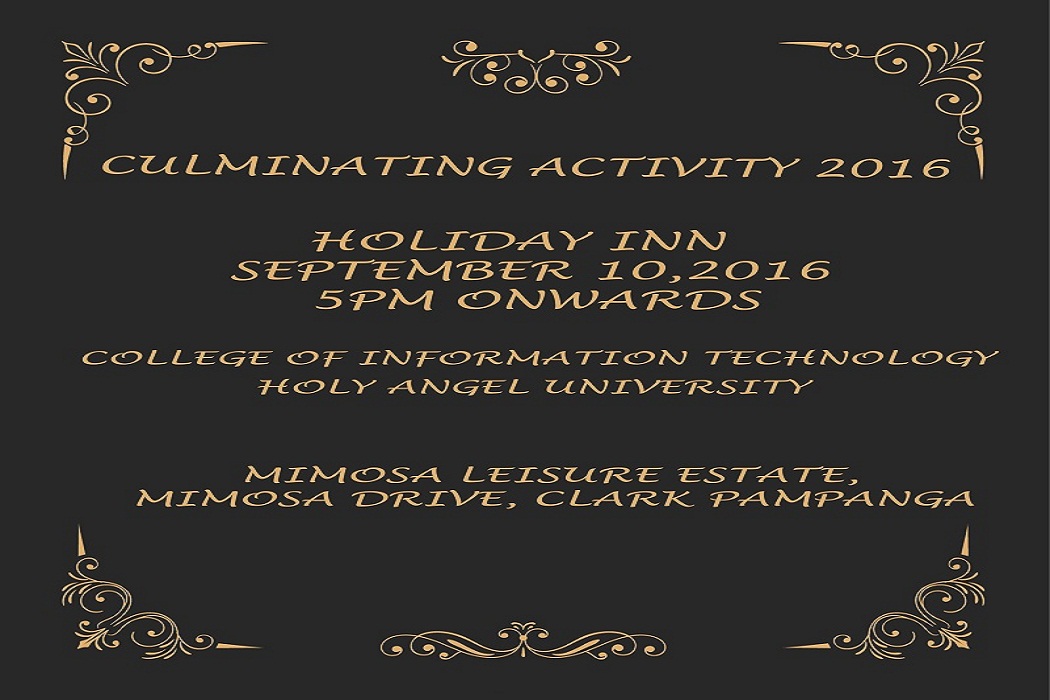 CULMINATING ACTIVITY 2016
HOLIDAY INN
SEPTEMBER 10,2016
5PM ONWARDS
COLLEGE OF INFORMATION TECHNOLOGY
HOLY ANGEL UNIVERSITY
MIMOSA LEISURE ESTATE,
MIMOSA DRIVE, CLARK PAMPANGA